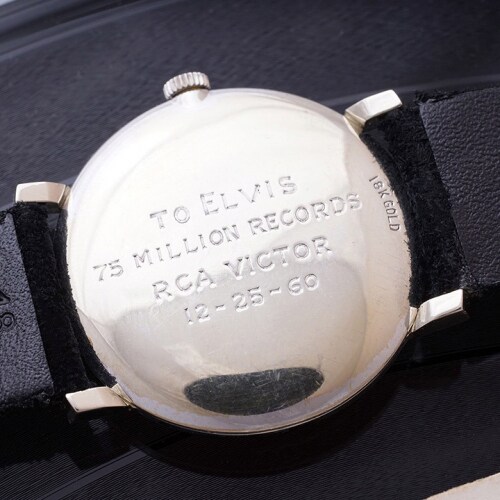 TO ELVIS
75 MILLION RECORDS
RCA VICTOR
12-25-60
18K GOLD